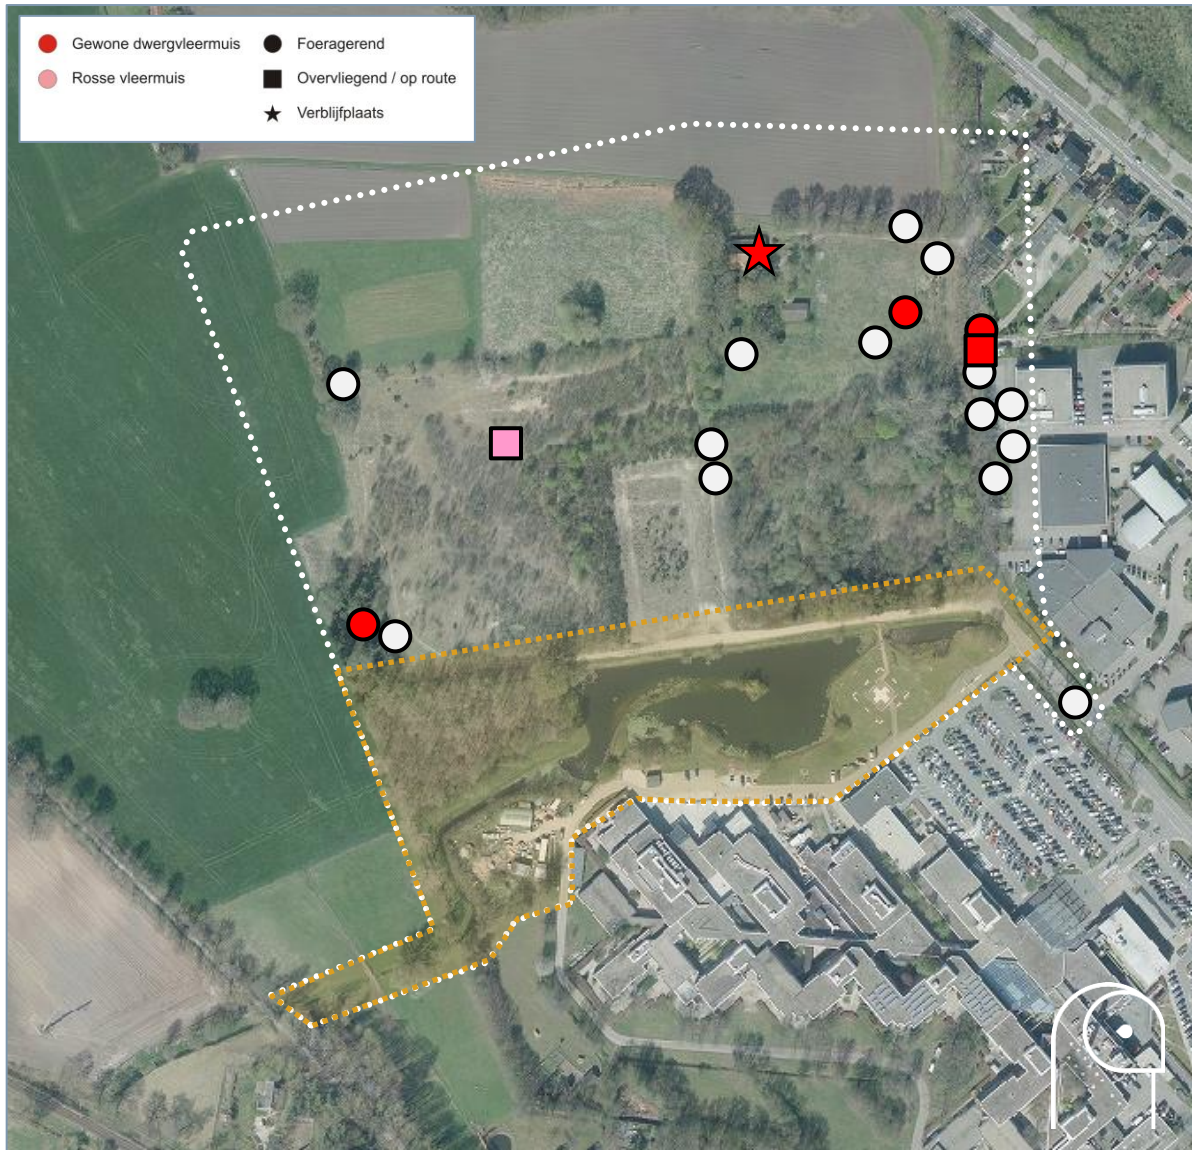 Gewone dwergvleermuis
Rosse vleermuis
Foeragerend
Overvliegend / op route
Verblijfplaats